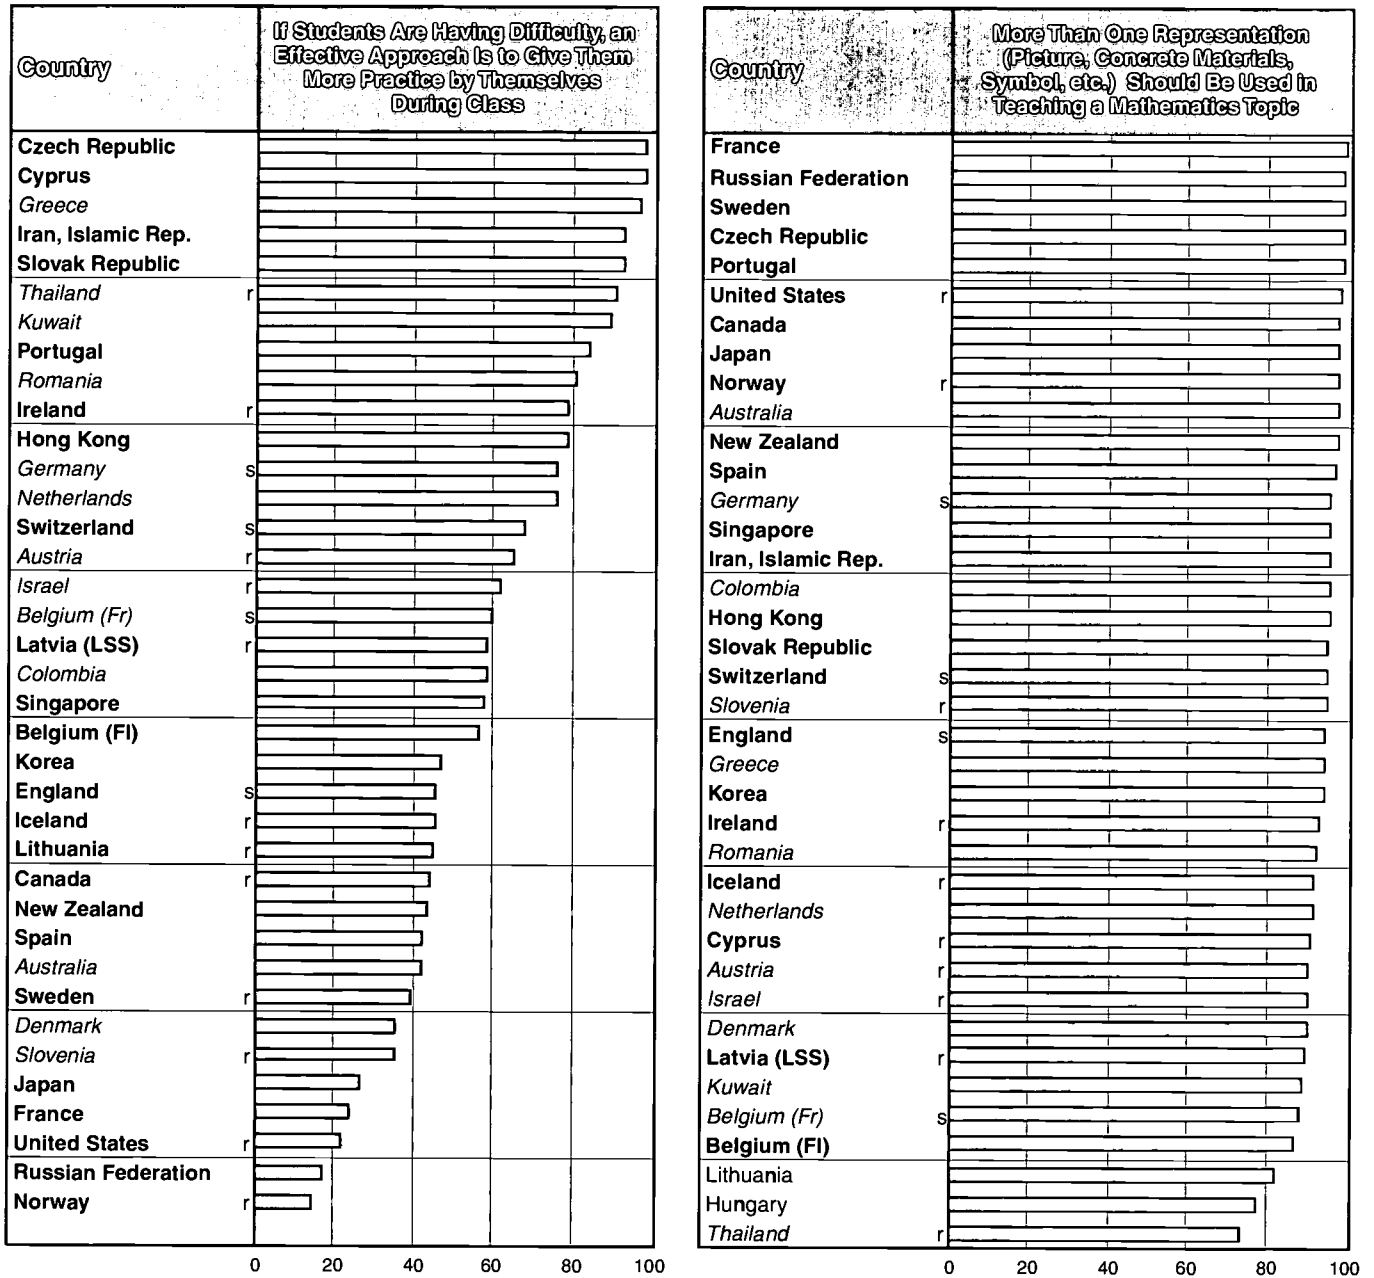 Country
If Students Are Having Difficulty, an
Effective Approach Is to Give Them
More Practice by Themselves
During Class
Czech Republic
Cyprus
Greece
Iran, Islamic Rep.
Slovak Republic
Thailand r
Kuwait
Portugal
Romania
Ireland r
Hong Kong
Germany s
Netherlands
Switzerland s
Austria r
Israel r
Belgium (Fr) s
Latvia (LSS) r
Colombia
Singapore
Belgium (Fl)
Korea
England s
Iceland r
Lithuania r
Canada r
New Zealand
Spain
Australia
Sweden r
Denmark
Slovenia r
Japan
France
United States r
Russian Federation
Norway r
0 20 40 60 80 100
Country
More Than One Representation
(Picture, Concrete Materials,
Symbol, etc.) Should Be Used in
Teaching a Mathematics Topic
France
Russian Federation
Sweden
Czech Republic
Portugal
United States r
Canada
Japan
Norway r
Australia
New Zealand
Spain
Germany s
Singapore
Iran, Islamic Rep.
Colombia
Hong Kong
Slovak Republic
Switzerland s
Slovenia r
England s
Greece
Korea
Ireland r
Romania
Iceland r
Netherlands
Cyprus r
Austria r
Israel r
Denmark
Latvia (LSS) r
Kuwait
Belgium (Fr) s
Belgium (Fl)
Lithuania
Hungary
Thailand r
0 20 40 60 80 100